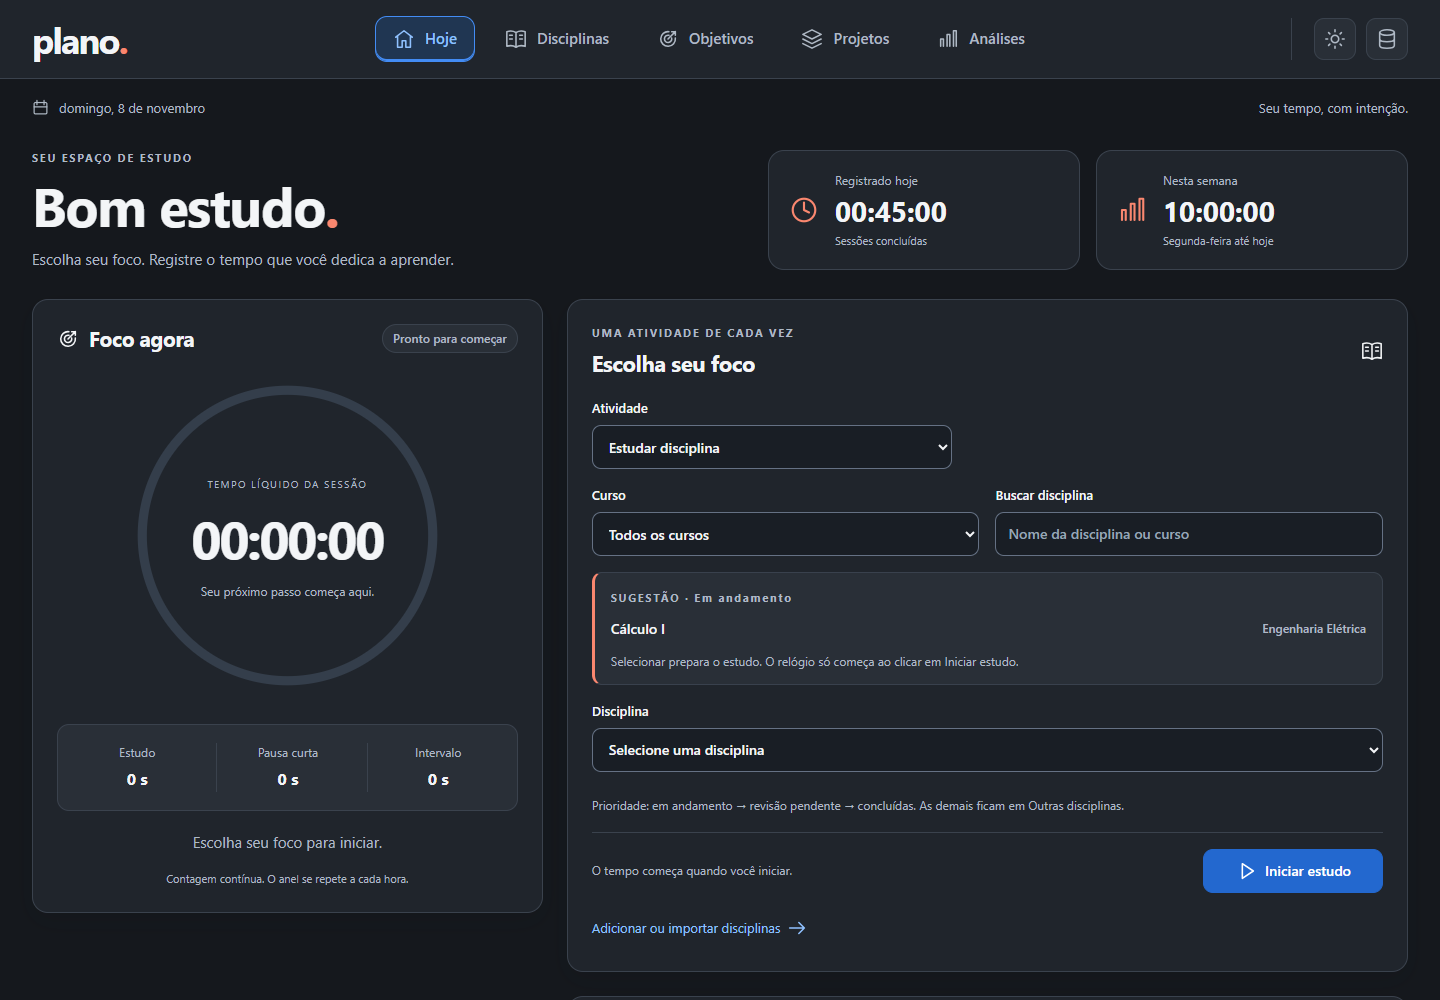 plano.
Hoje
Disciplinas
Objetivos
Projetos
Análises
domingo, 8 de novembro
Seu tempo, com intenção.
SEU ESPAÇO DE ESTUDO
Bom estudo.
Escolha seu foco. Registre o tempo que você dedica a aprender.
Registrado hoje
00:45:00
Sessões concluídas
Nesta semana
10:00:00
Segunda-feira até hoje
Foco agora
Pronto para começar
TEMPO LÍQUIDO DA SESSÃO
00:00:00
Seu próximo passo começa aqui.
Estudo
0 s
Pausa curta
0 s
Intervalo
0 s
Escolha seu foco para iniciar.
Contagem contínua. O anel se repete a cada hora.
UMA ATIVIDADE DE CADA VEZ
Escolha seu foco
Atividade
Estudar disciplina
Curso
Todos os cursos
Buscar disciplina
Nome da disciplina ou curso
SUGESTÃO · Em andamento
Cálculo I
Engenharia Elétrica
Selecionar prepara o estudo. O relógio só começa ao clicar em Iniciar estudo.
Disciplina
Selecione uma disciplina
Prioridade: em andamento → revisão pendente → concluídas. As demais ficam em Outras disciplinas.
O tempo começa quando você iniciar.
Iniciar estudo
Adicionar ou importar disciplinas →